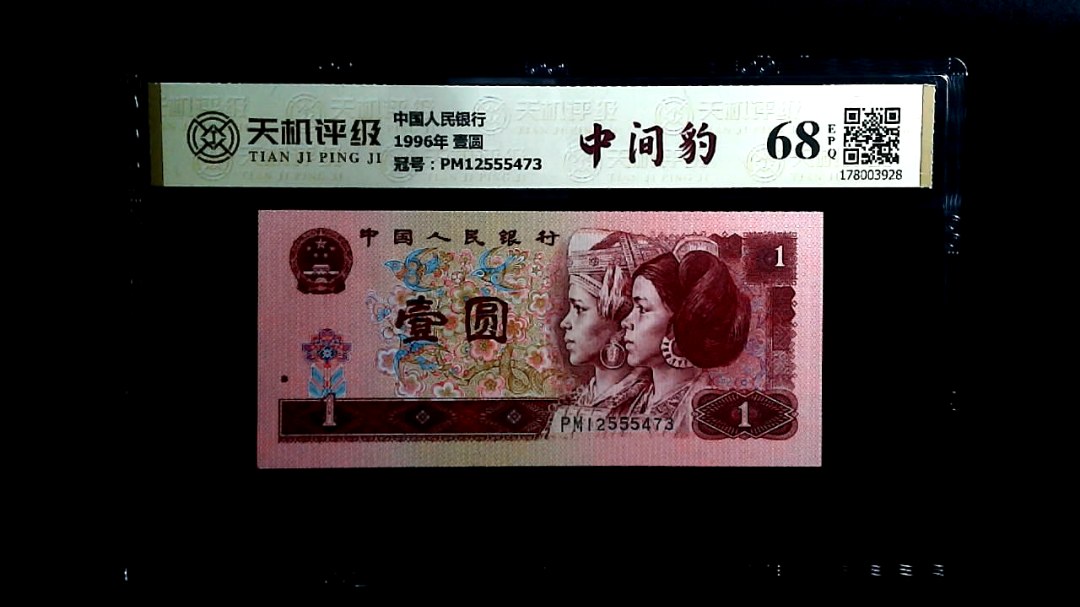 天机评级
TIAN JI PING JI
中国人民银行
1996年 壹圆
冠号：PM12555473
中间豹
68
EPQ
178003928
中国人民银行
壹圆
1
1
1
PM12555473